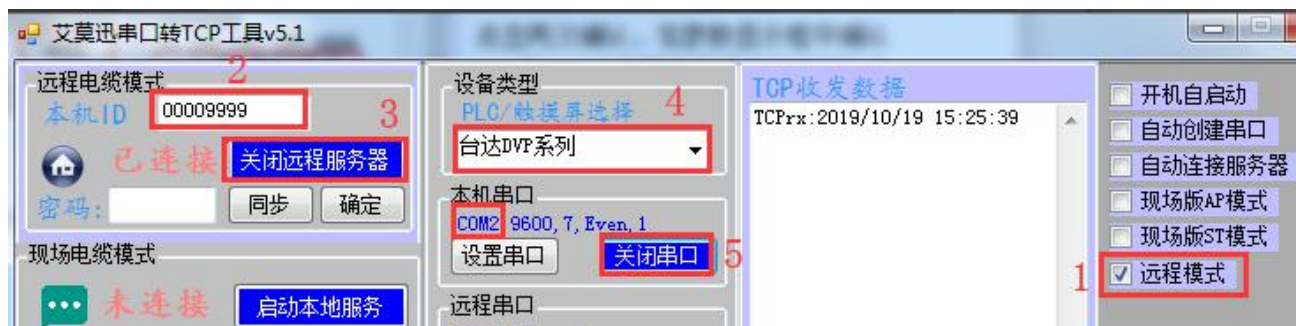 艾莫迅串口转TCP工具v5.1
远程电缆模式
2
本机ID 00009999
3
已连接 关闭远程服务器
密码: 同步 确定
现场电缆模式
未连接 启动本地服务
设备类型
PLC/触摸屏选择 4
台达DVP系列
本机串口
COM2 9600,7,Even,1
设置串口 关闭串口 5
远程串口
TCP收发数据
TCPrx:2019/10/19 15:25:39
开机自启动
自动创建串口
自动连接服务器
现场版AP模式
现场版ST模式
1 远程模式